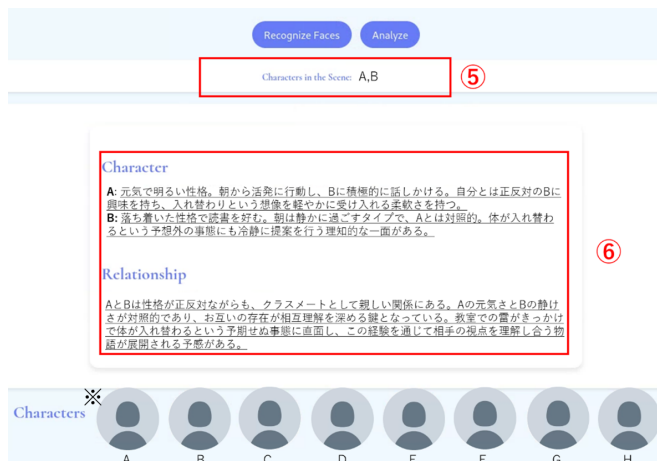 Recognize Faces Analyze
Characters in the Scene: A,B
⑤
Character
A: 元気で明るい性格。朝から活発に行動し、Bに積極的に話しかける。自分とは正反対のBに
興味を持ち、入れ替わりという想像を軽やかに受け入れる柔軟さを持つ。
B: 落ち着いた性格で読書を好む。朝は静かに過ごすタイプで、Aとは対照的。体が入れ替わ
るという予想外の事態にも冷静に提案を行う理知的な一面がある。
⑥
Relationship
AとBは性格が正反対ながらも、クラスメートとして親しい関係にある。Aの元気さとBの静け
さが対照的であり、お互いの存在が相互理解を深める鍵となっている。教室での雷がきっかけ
で体が入れ替わるという予期せぬ事態に直面し、この経験を通じて相手の視点を理解し合う物
語が展開される予感がある。
※
Characters
A B C D E F G H